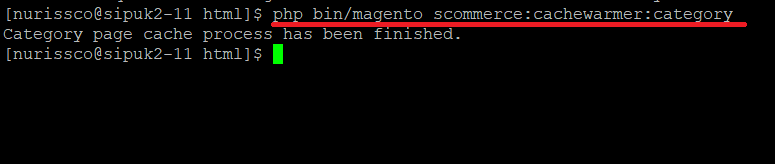 [nurissco@sipuk2-11 html]$ php bin/magento scommerce:cachewarmer:category
Category page cache process has been finished.
[nurissco@sipuk2-11 html]$